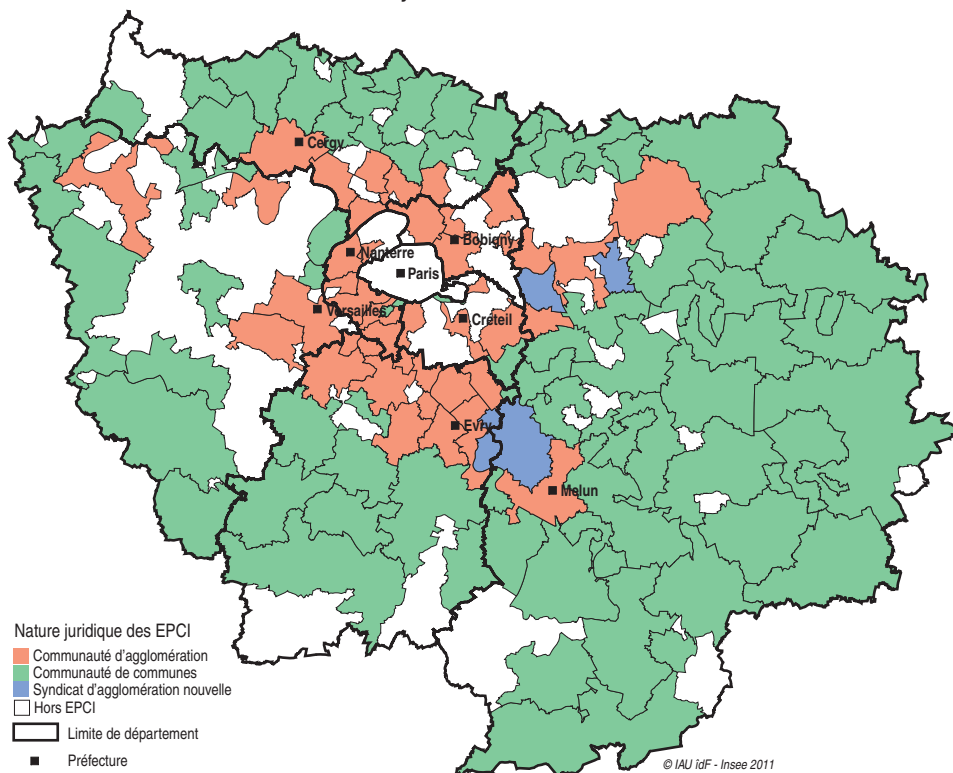 Cergy
Nanterre
Bobigny
Paris
Versailles
Créteil
Evry
Melun
Nature juridique des EPCI
Communauté d'agglomération
Communauté de communes
Syndicat d'agglomération nouvelle
Hors EPCI
Limite de département
Préfecture
© IAU îdF - Insee 2011